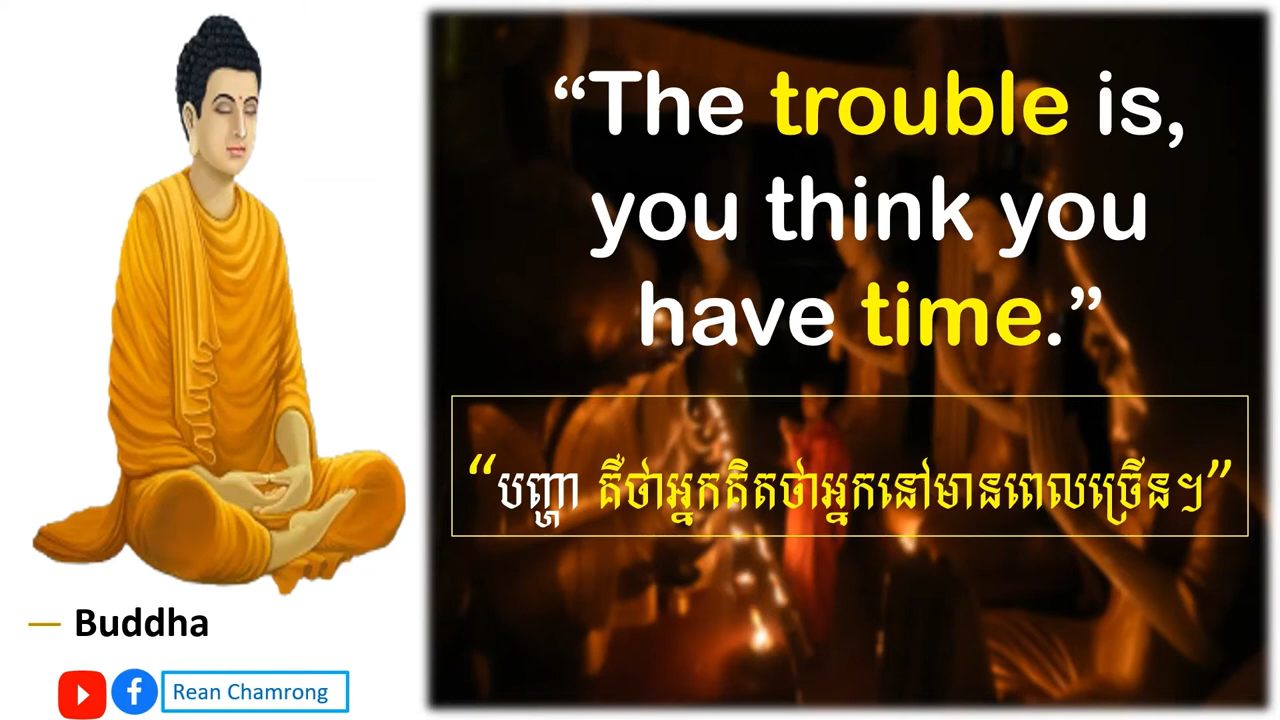 “The trouble is,
you think you
have time.”
“បញ្ហា គឺថាអ្នកគិតថាអ្នកនៅមានពេលច្រើន។”
— Buddha
Rean Chamrong